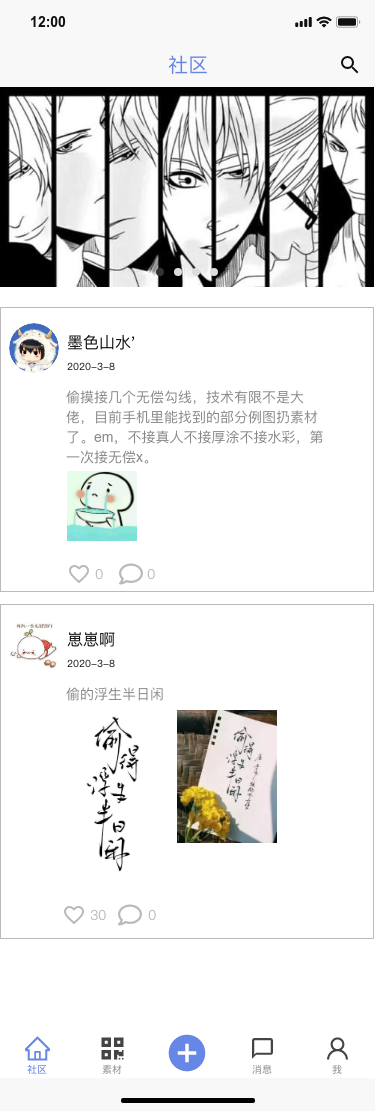 12:00
社区
墨色山水’
2020-3-8
偷摸接几个无偿勾线，技术有限不是大
佬，目前手机里能找到的部分例图扔素材
了。em，不接真人不接厚涂不接水彩，第
一次接无偿x。
0
0
崽崽啊
2020-3-8
偷的浮生半日闲
偷得
浮生
半日
闲
偷得
浮生
半日
闲
30
0
社区
素材
消息
我